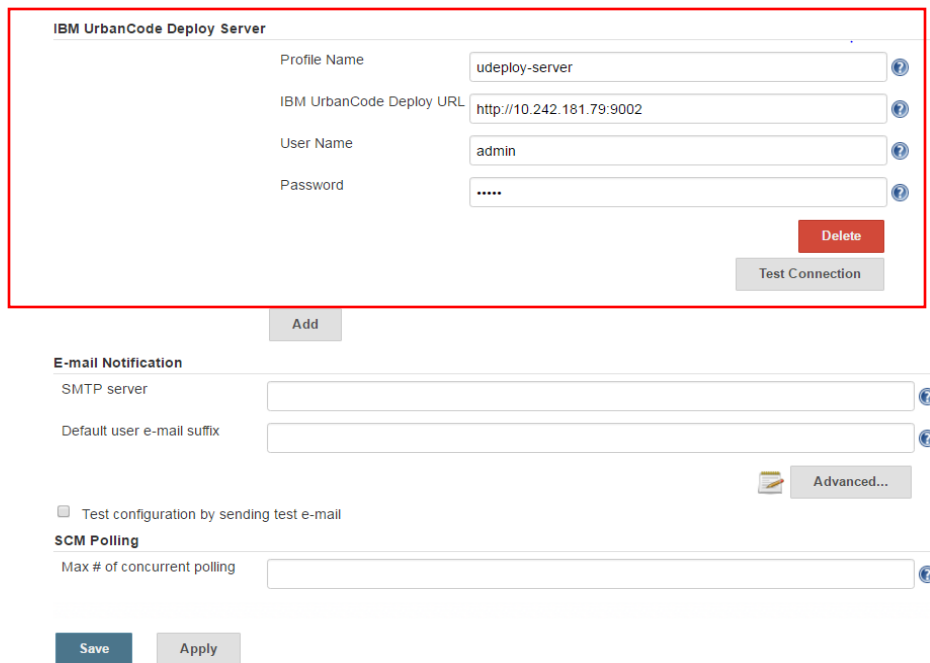 IBM UrbanCode Deploy Server
Profile Name
udeploy-server
IBM UrbanCode Deploy URL
http://10.242.181.79:9002
User Name
admin
Password
•••••
Delete
Test Connection
Add
E-mail Notification
SMTP server
Default user e-mail suffix
Advanced...
Test configuration by sending test e-mail
SCM Polling
Max # of concurrent polling
Save
Apply